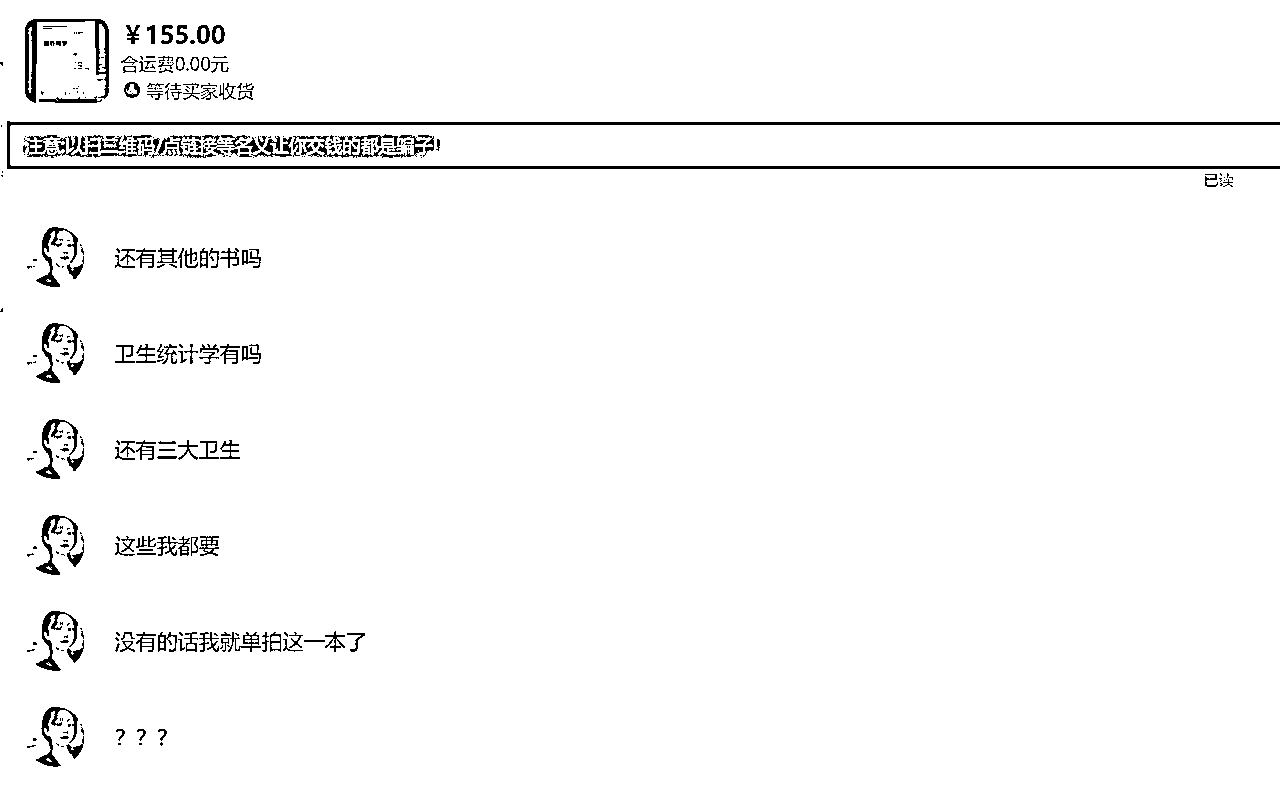 ￥155.00
含运费0.00元
等待买家收货
注意:以扫二维码/点链接等名义让你交钱的都是骗子!
已读
还有其他的书吗
卫生统计学有吗
还有三大卫生
这些我都要
没有的话我就单拍这一本了
？？？